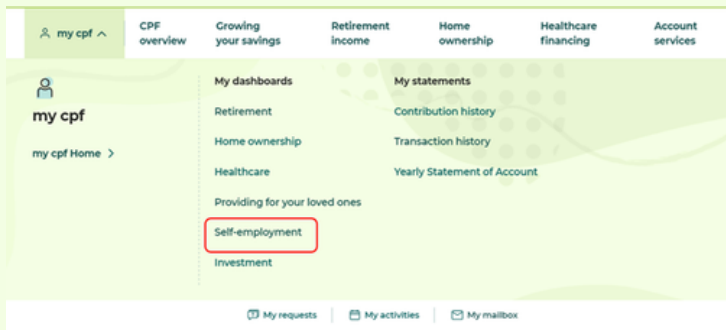 my cpf
CPF
overview
Growing
your savings
Retirement
income
Home
ownership
Healthcare
financing
Account
services
my cpf
my cpf Home
My dashboards
Retirement
Home ownership
Healthcare
Providing for your loved ones
Self-employment
Investment
My statements
Contribution history
Transaction history
Yearly Statement of Account
My requests
My activities
My mailbox